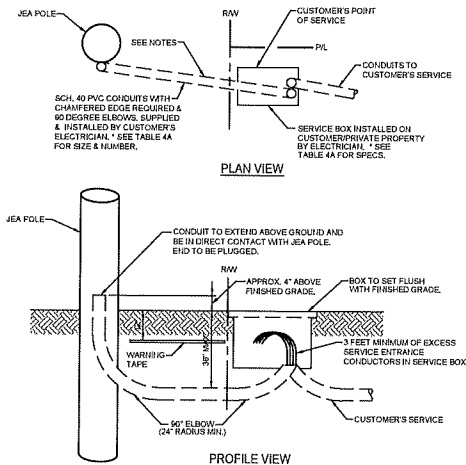 R/W
CUSTOMER'S POINT
OF SERVICE
JEA POLE
SEE NOTES
P/L
CONDUITS TO
CUSTOMER'S SERVICE
SCH. 40 PVC CONDUITS WITH
CHAMFERED EDGE REQUIRED &
90 DEGREE ELBOWS. SUPPLIED
& INSTALLED BY CUSTOMER'S
ELECTRICIAN. * SEE TABLE 4A
FOR SIZE & NUMBER.
SERVICE BOX INSTALLED ON
CUSTOMER/PRIVATE PROPERTY
BY ELECTRICIAN. * SEE
TABLE 4A FOR SPECS.
PLAN VIEW
JEA POLE
CONDUIT TO EXTEND ABOVE GROUND AND
BE IN DIRECT CONTACT WITH JEA POLE.
END TO BE PLUGGED.
R/W
APPROX. 4" ABOVE
FINISHED GRADE.
BOX TO SET FLUSH
WITH FINISHED GRADE.
WARNING
TAPE
3 FEET MINIMUM OF EXCESS
SERVICE ENTRANCE
CONDUCTORS IN SERVICE BOX
90° ELBOW
(24" RADIUS MIN.)
CUSTOMER'S SERVICE
PROFILE VIEW